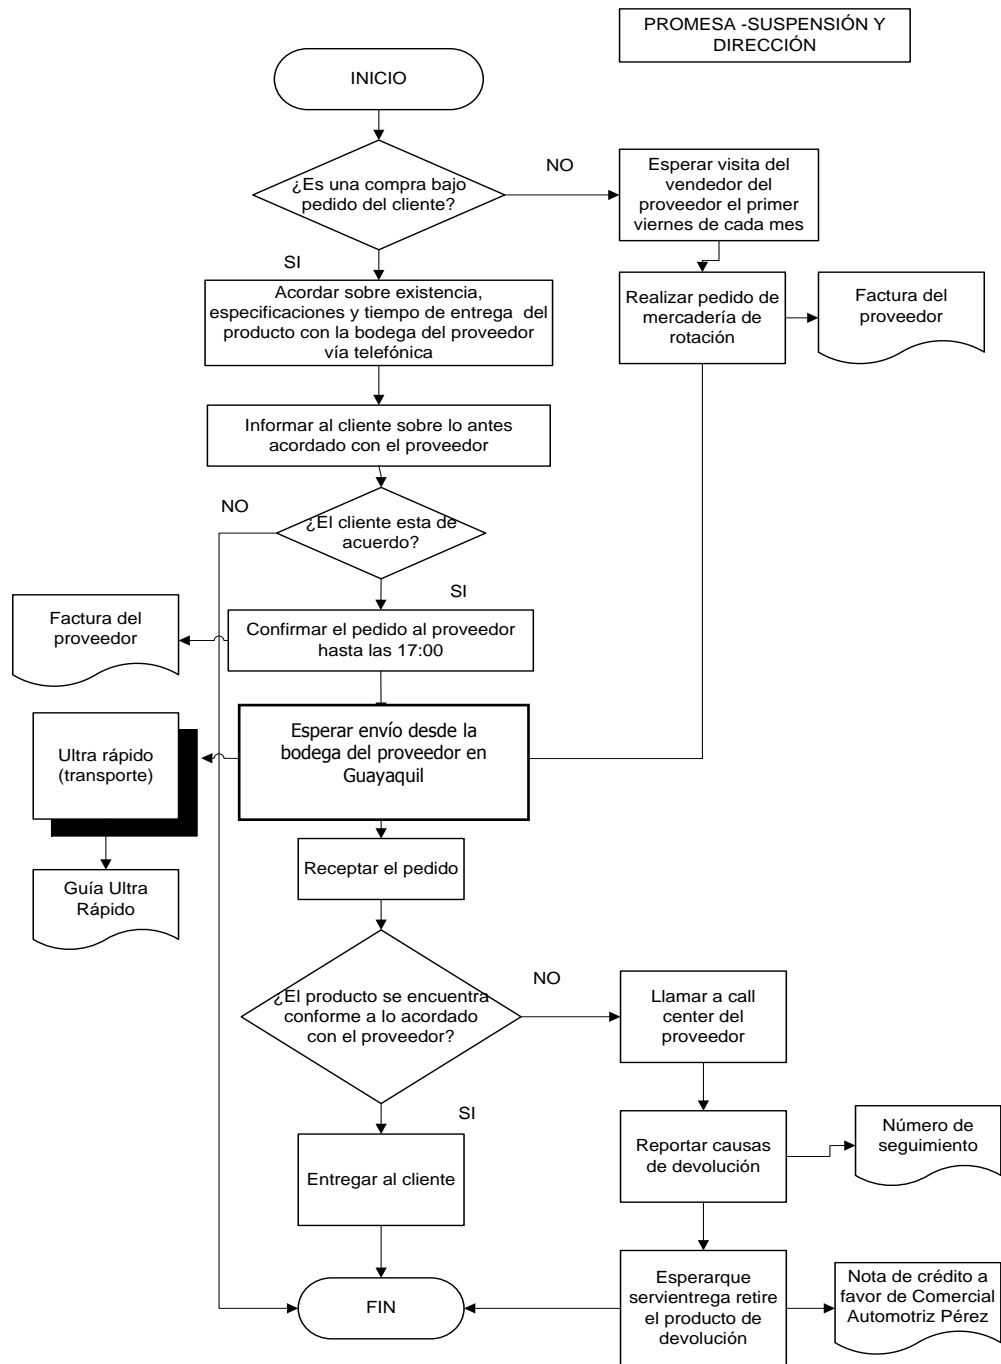 PROMESA -SUSPENSIÓN Y
DIRECCIÓN
INICIO
¿Es una compra bajo
pedido del cliente?
NO
Esperar visita del
vendedor del
proveedor el primer
viernes de cada mes
SI
Acordar sobre existencia,
especificaciones y tiempo de entrega  del
producto con la bodega del proveedor
vía telefónica
Realizar pedido de
mercadería de
rotación
Factura del
proveedor
Informar al cliente sobre lo antes
acordado con el proveedor
NO
¿El cliente esta de
acuerdo?
SI
Factura del
proveedor
Confirmar el pedido al proveedor
hasta las 17:00
Ultra rápido
(transporte)
Esperar envío desde la
bodega del proveedor en
Guayaquil
Guía Ultra
Rápido
Receptar el pedido
¿El producto se encuentra
conforme a lo acordado
con el proveedor?
NO
Llamar a call
center del
proveedor
SI
Entregar al cliente
Reportar causas
de devolución
Número de
seguimiento
FIN
Esperarque
servientrega retire
el producto de
devolución
Nota de crédito a
favor de Comercial
Automotriz Pérez